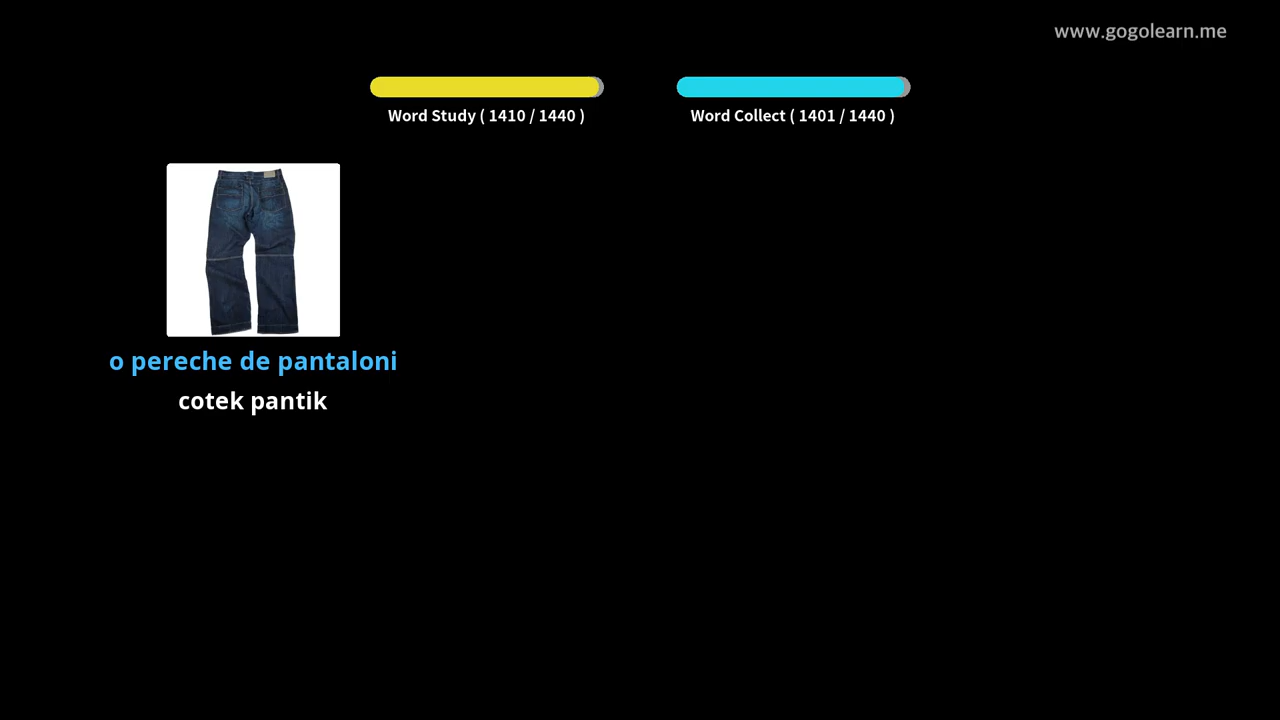 www.gogolearn.me
Word Study ( 1410 / 1440 )
Word Collect ( 1401 / 1440 )
o pereche de pantaloni
cotek pantik